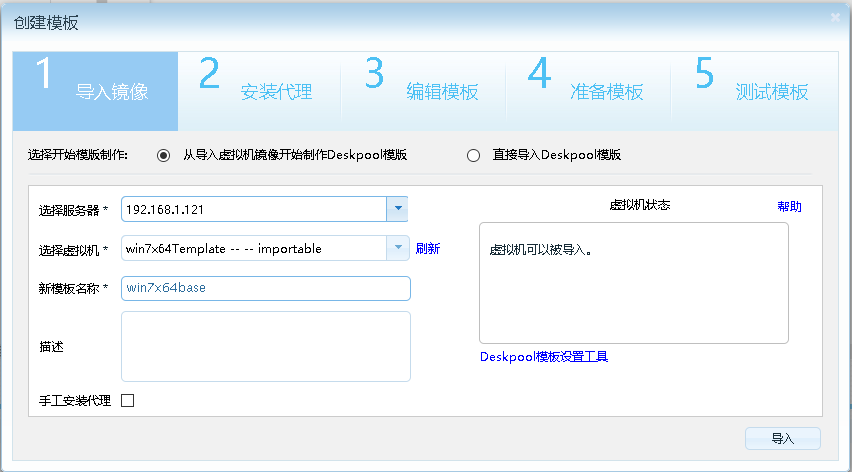 创建模板
1 导入镜像 2 安装代理 3 编辑模板 4 准备模板 5 测试模板
选择开始模版制作: 从导入虚拟机镜像开始制作Deskpool模版 直接导入Deskpool模版
选择服务器 * 192.168.1.121 虚拟机状态 帮助
选择虚拟机 * win7x64Template -- -- importable 刷新 虚拟机可以被导入。
新模板名称 * win7x64base
描述
Deskpool模板设置工具
手工安装代理
导入